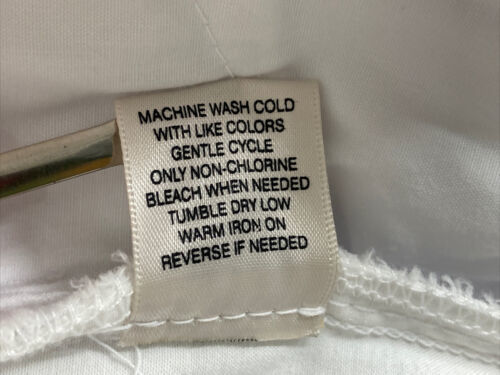 MACHINE WASH COLD
WITH LIKE COLORS
GENTLE CYCLE
ONLY NON-CHLORINE
BLEACH WHEN NEEDED
TUMBLE DRY LOW
WARM IRON ON
REVERSE IF NEEDED